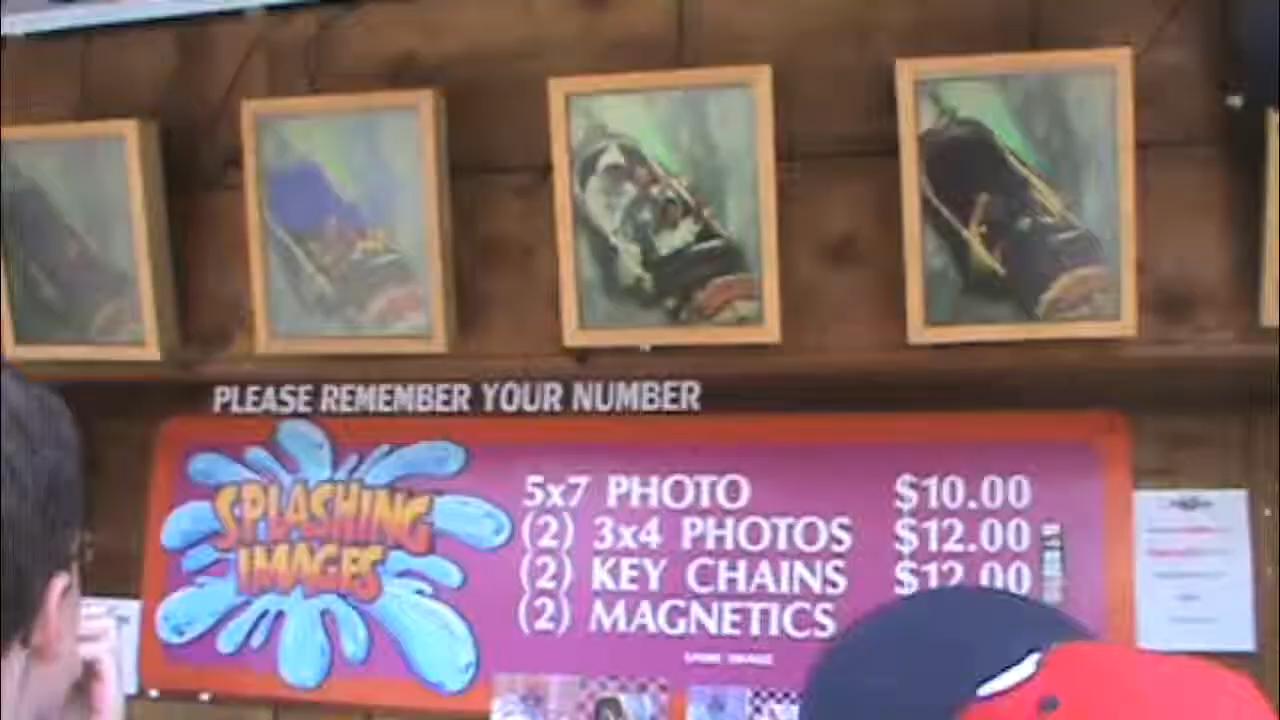 PLEASE REMEMBER YOUR NUMBER
SPLASHING
IMAGES
5x7 PHOTO $10.00
(2) 3x4 PHOTOS $12.00
(2) KEY CHAINS $12.00
(2) MAGNETICS